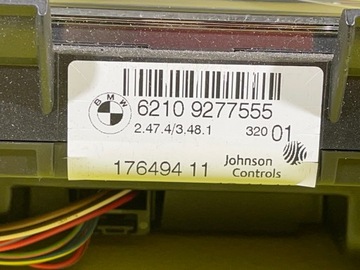 BMW
6210 9277555
2.47.4/3.48.1 320 01
176494 11 Johnson
Controls